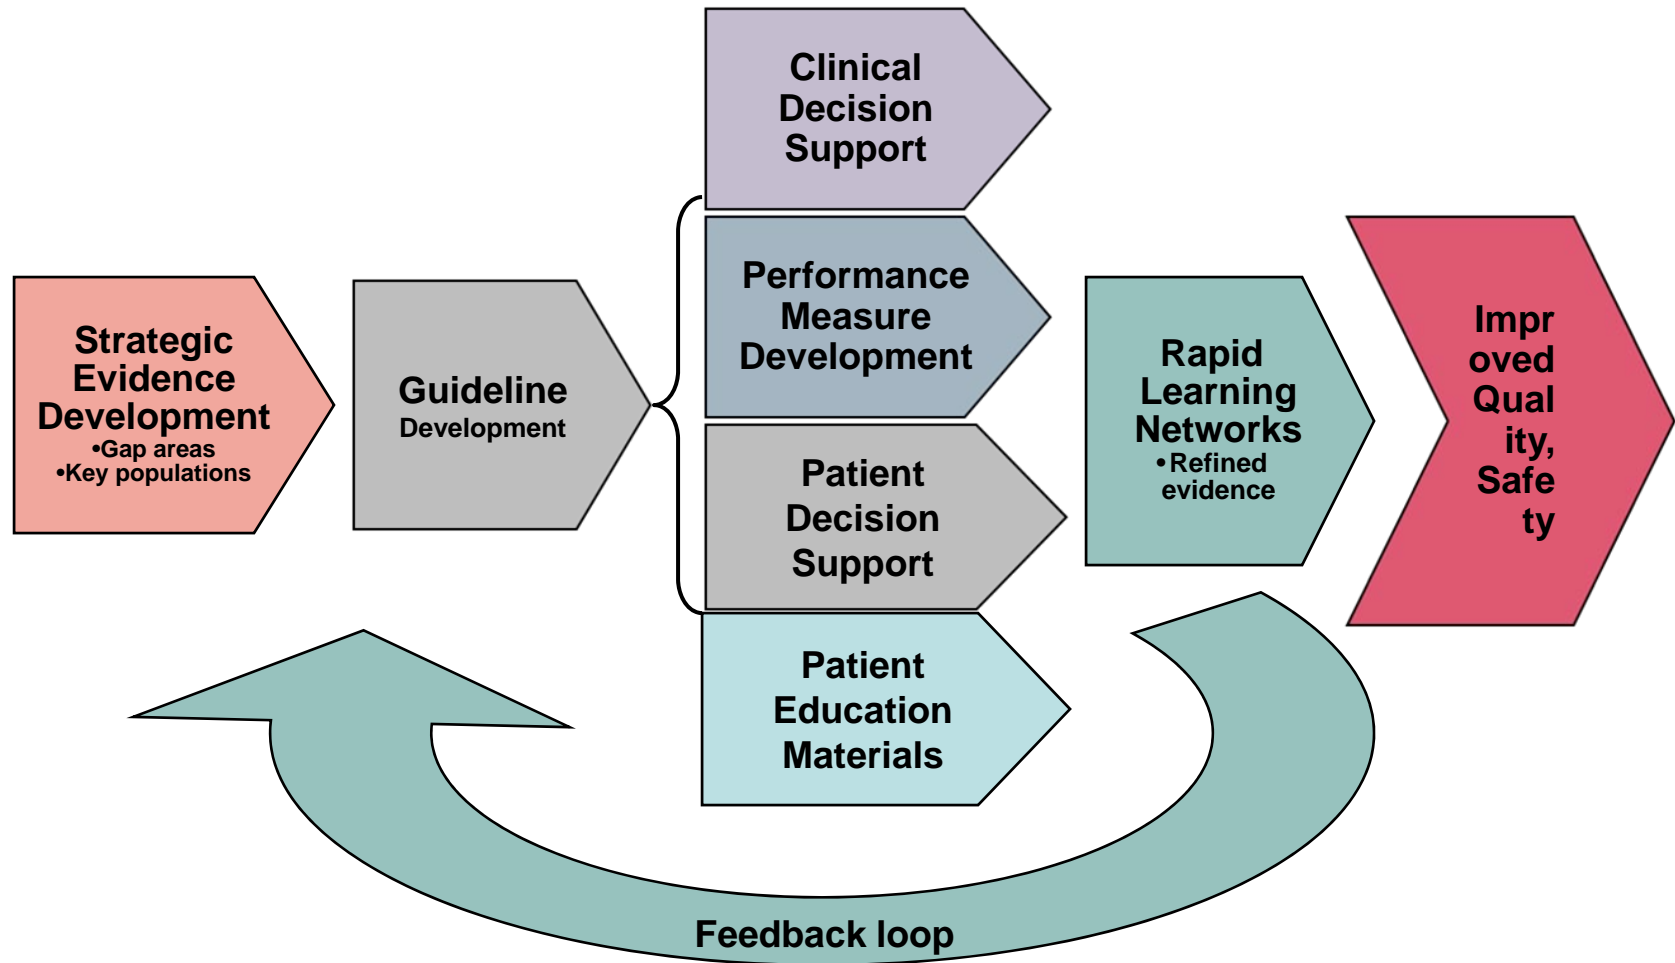 Strategic
Evidence
Development
•Gap areas
•Key populations
Guideline
Development
Clinical
Decision
Support
Performance
Measure
Development
Patient
Decision
Support
Patient
Education
Materials
Rapid
Learning
Networks
•Refined
evidence
Impr
oved
Qual
ity,
Safe
ty
Feedback loop